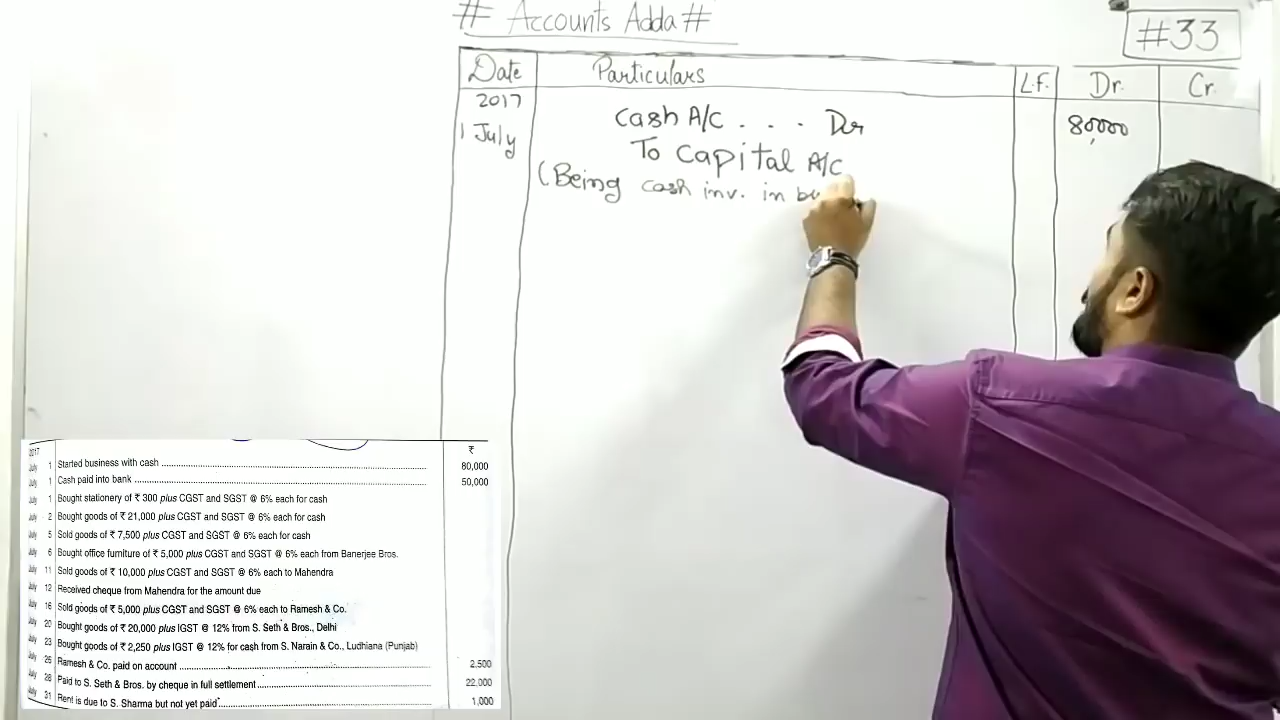 # Accounts Adda #
#33
Date Particulars L.F. Dr. Cr.
2017
1 July Cash A/C . . . Dr 80,000
To Capital A/C
(Being cash inv. in
2017 ₹
July 1 Started business with cash 80,000
July 1 Cash paid into bank 50,000
July 1 Bought stationery of ₹ 300 plus CGST and SGST @ 6% each for cash
July 2 Bought goods of ₹ 21,000 plus CGST and SGST @ 6% each for cash
July 5 Sold goods of ₹ 7,500 plus CGST and SGST @ 6% each for cash
July 6 Bought office furniture of ₹ 5,000 plus CGST and SGST @ 6% each from Banerjee Bros.
July 11 Sold goods of ₹ 10,000 plus CGST and SGST @ 6% each to Mahendra
July 12 Received cheque from Mahendra for the amount due
July 16 Sold goods of ₹ 5,000 plus CGST and SGST @ 6% each to Ramesh & Co.
July 20 Bought goods of ₹ 20,000 plus IGST @ 12% from S. Seth & Bros., Delhi
July 23 Bought goods of ₹ 2,250 plus IGST @ 12% for cash from S. Narain & Co., Ludhiana (Punjab)
July 25 Ramesh & Co. paid on account 2,500
July 28 Paid to S. Seth & Bros. by cheque in full settlement 22,000
July 31 Rent is due to S. Sharma but not yet paid 1,000